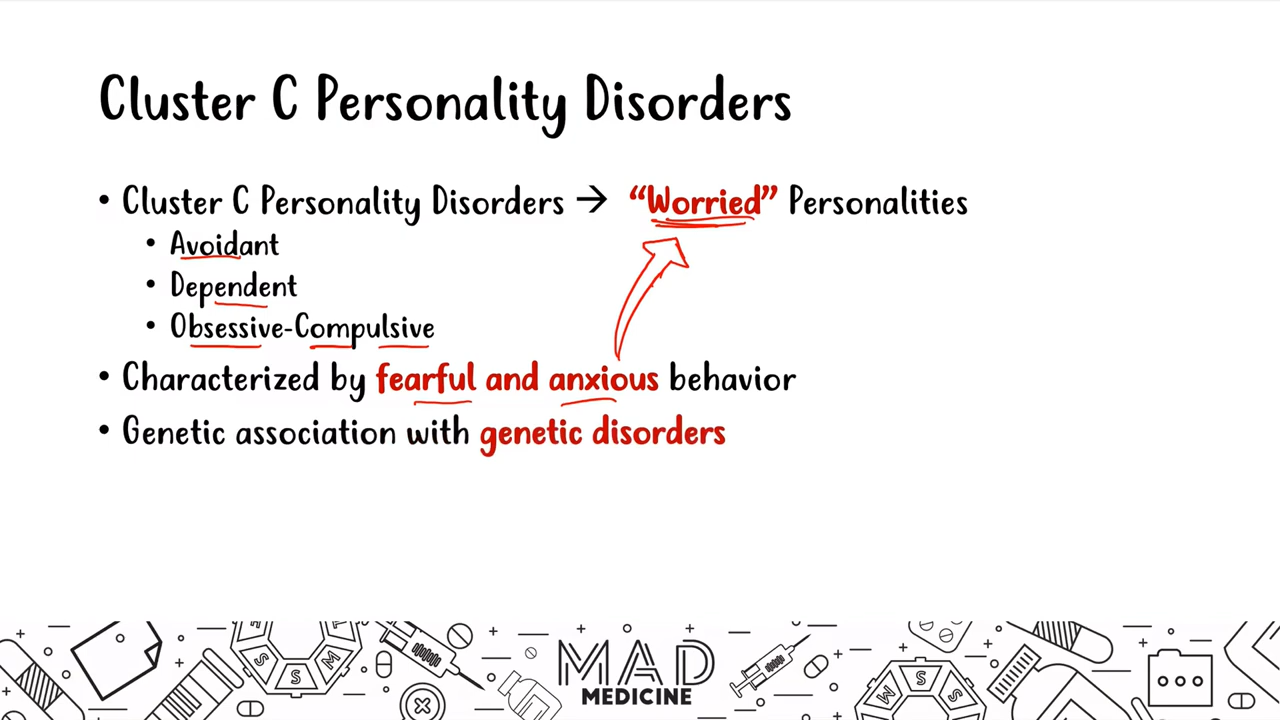 Cluster C Personality Disorders
• Cluster C Personality Disorders → “Worried” Personalities
• Avoidant
• Dependent
• Obsessive-Compulsive
• Characterized by fearful and anxious behavior
• Genetic association with genetic disorders
MAD
MEDICINE